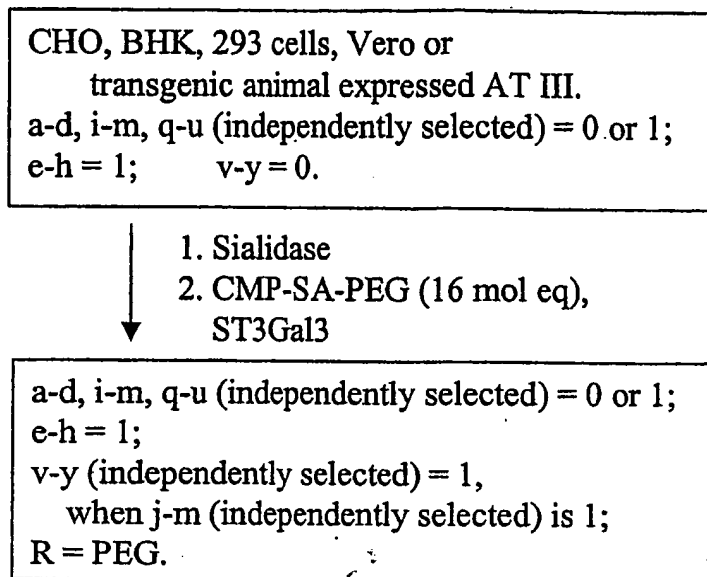 CHO, BHK, 293 cells, Vero or
transgenic animal expressed AT III.
a-d, i-m, q-u (independently selected) = 0 or 1;
e-h = 1; v-y = 0.
1. Sialidase
2. CMP-SA-PEG (16 mol eq),
ST3Gal3
a-d, i-m, q-u (independently selected) = 0 or 1;
e-h = 1;
v-y (independently selected) = 1,
when j-m (independently selected) is 1;
R = PEG.